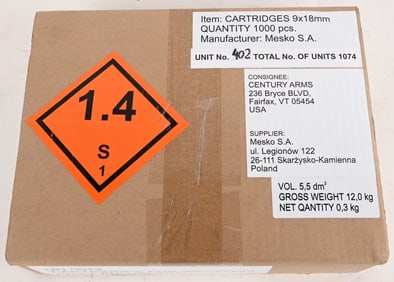 Item: CARTRIDGES 9x18mm
QUANTITY 1000 pcs.
Manufacturer: Mesko S.A.
UNIT No. 402 TOTAL No. OF UNITS 1074
CONSIGNEE:
CENTURY ARMS
236 Bryce BLVD,
Fairfax, VT 05454
USA
SUPPLIER:
Mesko S.A.
ul. Legionów 122
26-111 Skarżysko-Kamienna
Poland
VOL. 5,5 dm³
GROSS WEIGHT 12,0 kg
NET QANTITY 0,3 kg
1.4
S
1